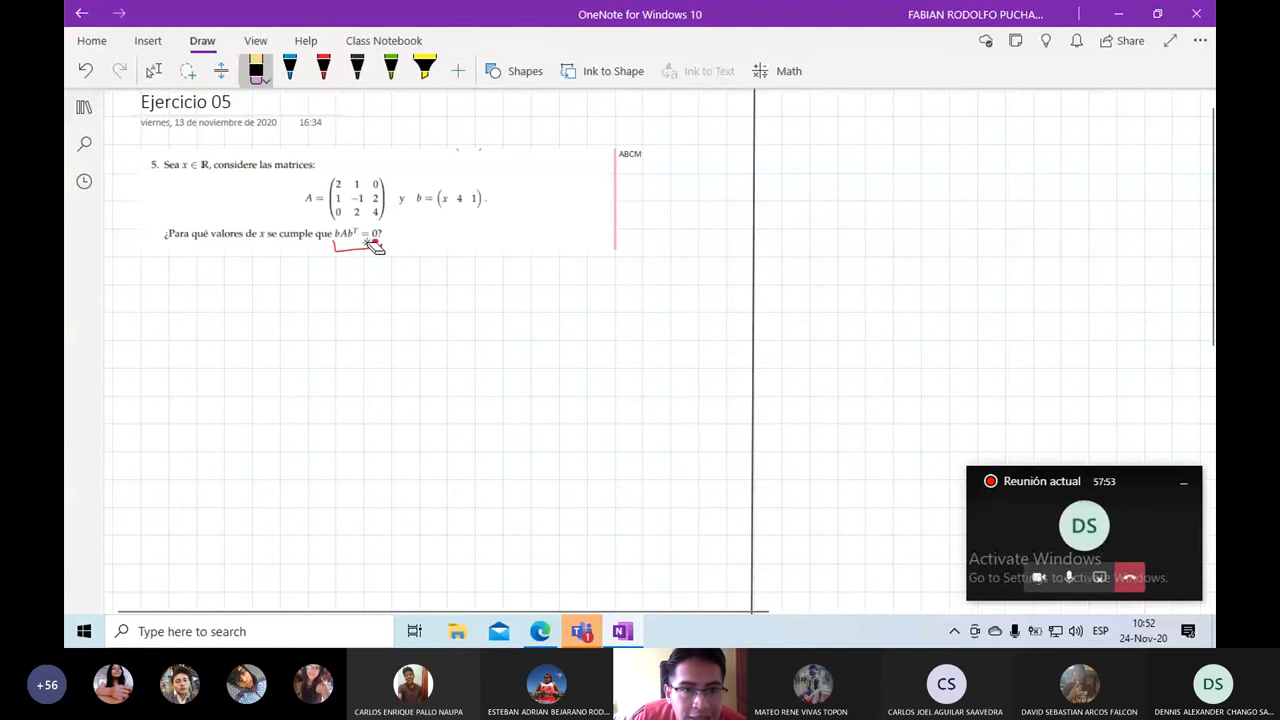 OneNote for Windows 10
FABIAN RODOLFO PUCHA...
Home Insert Draw View Help Class Notebook
Share
Shapes Ink to Shape Ink to Text Math
Ejercicio 05
viernes, 13 de noviembre de 2020 16:34
ABCM
5. Sea x ∈ ℝ, considere las matrices:
A = (2 1 0
1 −1 2
0 2 4) y b = (x 4 1).
¿Para qué valores de x se cumple que bAbᵀ = 0?
Reunión actual 57:53
DS
Activate Windows
Go to Settings to activate Windows.
Type here to search
1
ESP
10:52
24-Nov-20
+56
CS
DS
CARLOS ENRIQUE PALLO NAUPA
ESTEBAN ADRIAN BEJARANO ROD...
MATEO RENE VIVAS TOPON
CARLOS JOEL AGUILAR SAAVEDRA
DAVID SEBASTIAN ARCOS FALCON
DENNIS ALEXANDER CHANGO SA...